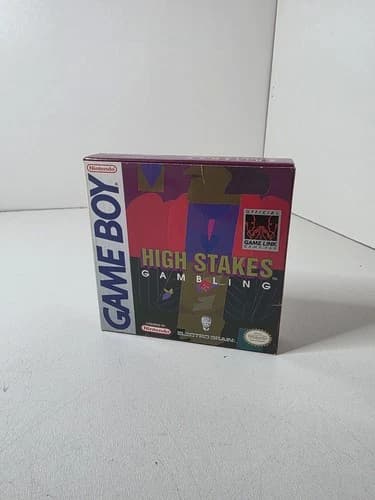 Nintendo
GAME BOY
OFFICIAL
GAME LINK
HIGH STAKES
GAMBLING
Nintendo
ELECTRO BRAIN